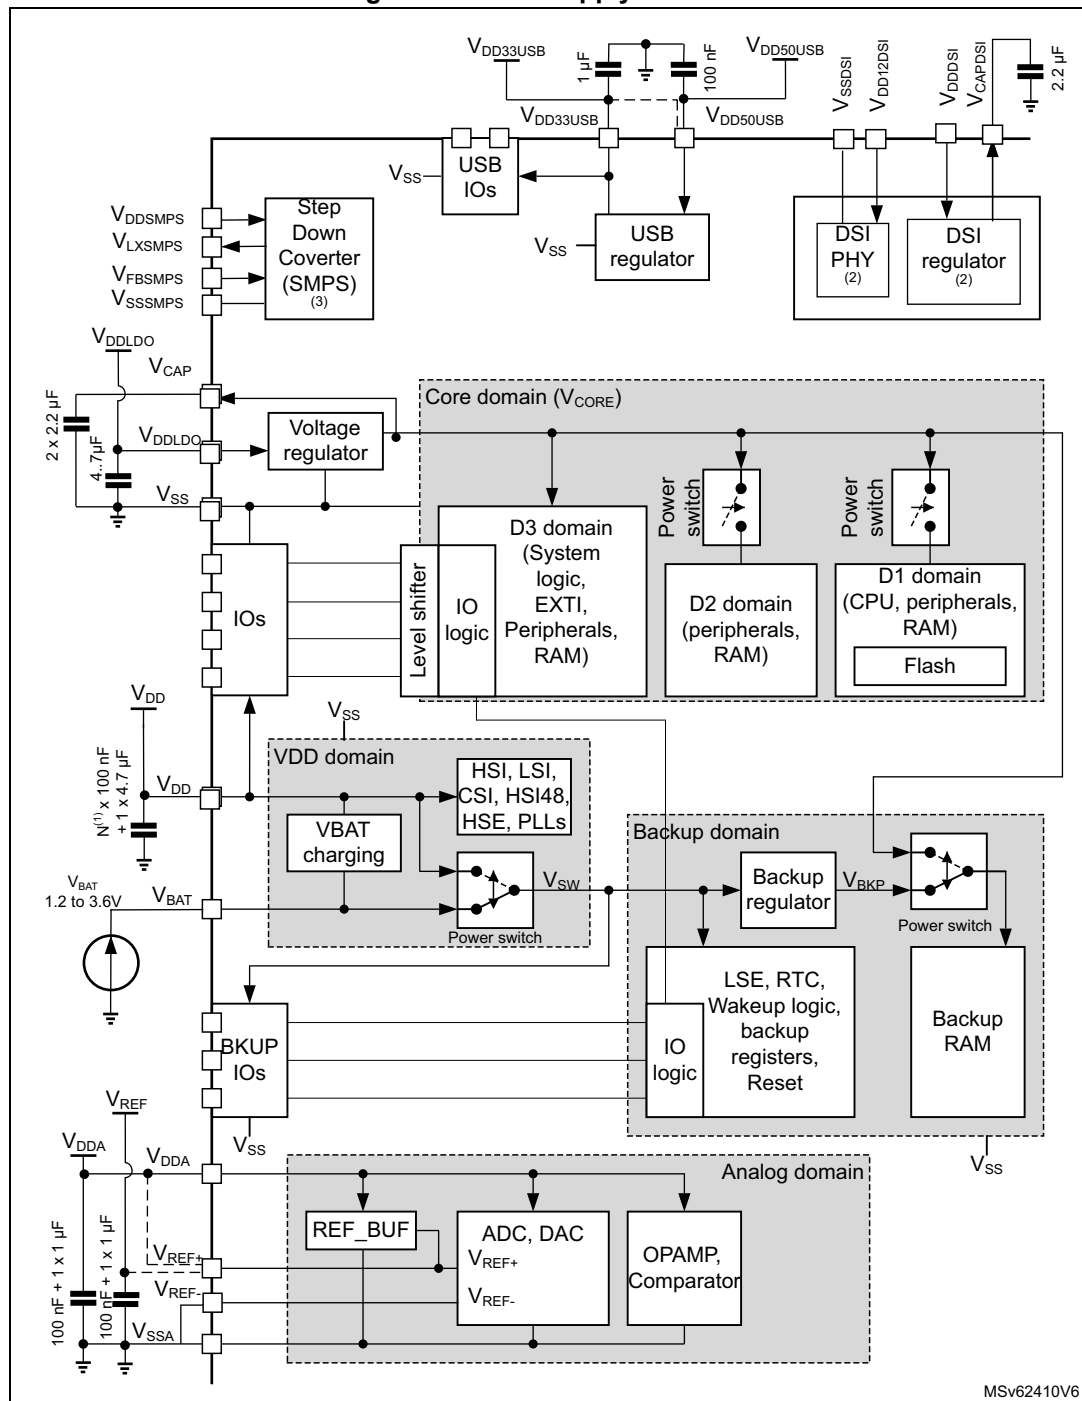 VDD33USB
1 µF
100 nF
VDD50USB
VSSDSI
VDD12DSI
VDDDSI
VCAPDSI
2.2 µF
VDD33USB
VDD50USB
USB
IOs
VSS
VSS
USB
regulator
DSI
PHY
(2)
DSI
regulator
(2)
VDDSMPS
VLXSMPS
VFBSMPS
VSSSMPS
Step
Down
Coverter
(SMPS)
(3)
VDDLDO
VCAP
2 x 2.2 µF
VDDLDO
4..7µF
VSS
Voltage
regulator
Core domain (VCORE)
Power
switch
Power
switch
D3 domain
(System
logic,
EXTI,
Peripherals,
RAM)
D2 domain
(peripherals,
RAM)
D1 domain
(CPU, peripherals,
RAM)
Flash
Level shifter
IO
logic
IOs
VDD
VDD
N(1) x 100 nF
+ 1 x 4.7 µF
VSS
VDD domain
HSI, LSI,
CSI, HSI48,
HSE, PLLs
VBAT
charging
VSW
Power switch
VBAT
1.2 to 3.6V
VBAT
Backup domain
Backup
regulator
VBKP
Power switch
LSE, RTC,
Wakeup logic,
backup
registers,
Reset
IO
logic
Backup
RAM
BKUP
IOs
VSS
VSS
VREF
VDDA
VDDA
100 nF + 1 x 1 µF
100 nF + 1 x 1 µF
VREF+
VREF-
VSSA
Analog domain
REF_BUF
ADC, DAC
VREF+
VREF-
OPAMP,
Comparator
MSv62410V6